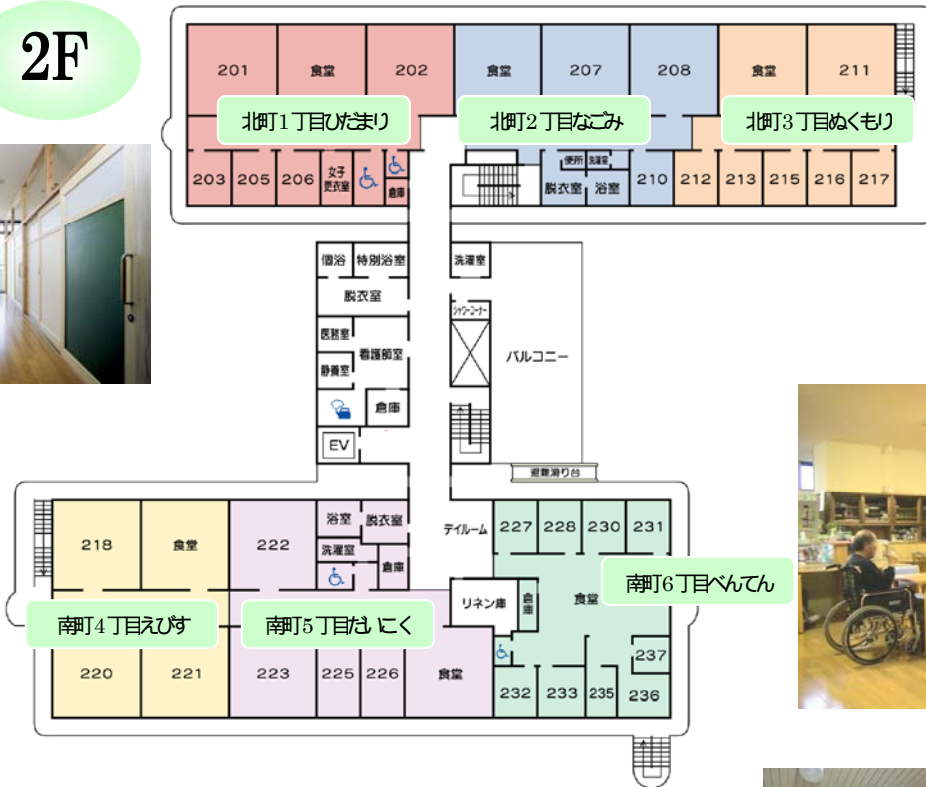 2F
201
食堂
202
食堂
207
208
食堂
211
北町1丁目ひだまり
北町2丁目なごみ
北町3丁目ぬくもり
203
205
206
女子
更衣室
倉庫
便所
洗濯室
脱衣室
浴室
210
212
213
215
216
217
個浴
特別浴室
洗濯室
脱衣室
シャワーコーナー
医務室
看護師室
静養室
バルコニー
倉庫
EV
避難滑り台
218
食堂
222
浴室
脱衣室
洗濯室
倉庫
デイルーム
227
228
230
231
南町4丁目えびす
南町5丁目だいこく
リネン庫
倉庫
食堂
南町6丁目べんてん
220
221
223
225
226
食堂
232
233
235
237
236